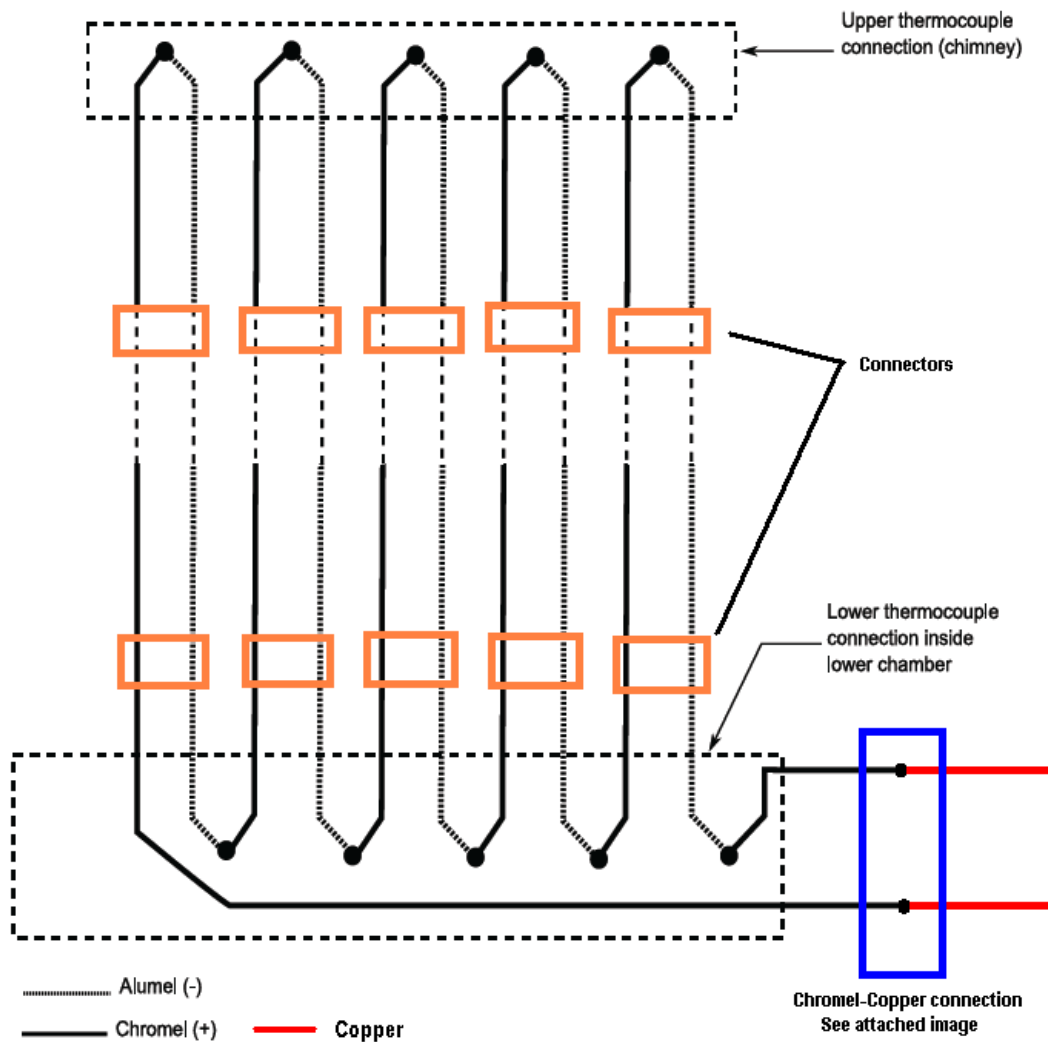 Upper thermocouple
connection (chimney)
Connectors
Lower thermocouple
connection inside
lower chamber
Alumel (-)
Chromel (+)
Copper
Chromel-Copper connection
See attached image